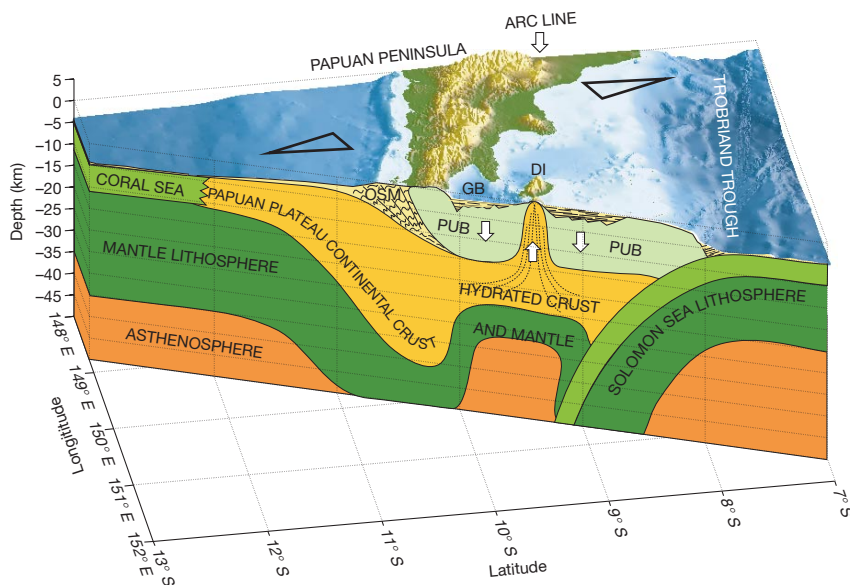 ARC LINE
PAPUAN PENINSULA
TROBRIAND TROUGH
5
0
−5
−10
−15
−20
−25
−30
−35
−40
−45
Depth (km)
DI
GB
OSM
CORAL SEA
PAPUAN PLATEAU CONTINENTAL CRUST
PUB
PUB
MANTLE LITHOSPHERE
HYDRATED CRUST
AND MANTLE
SOLOMON SEA LITHOSPHERE
ASTHENOSPHERE
148° E
149° E
150° E
151° E
152° E
Longitude
13° S
12° S
11° S
10° S
9° S
8° S
7° S
Latitude